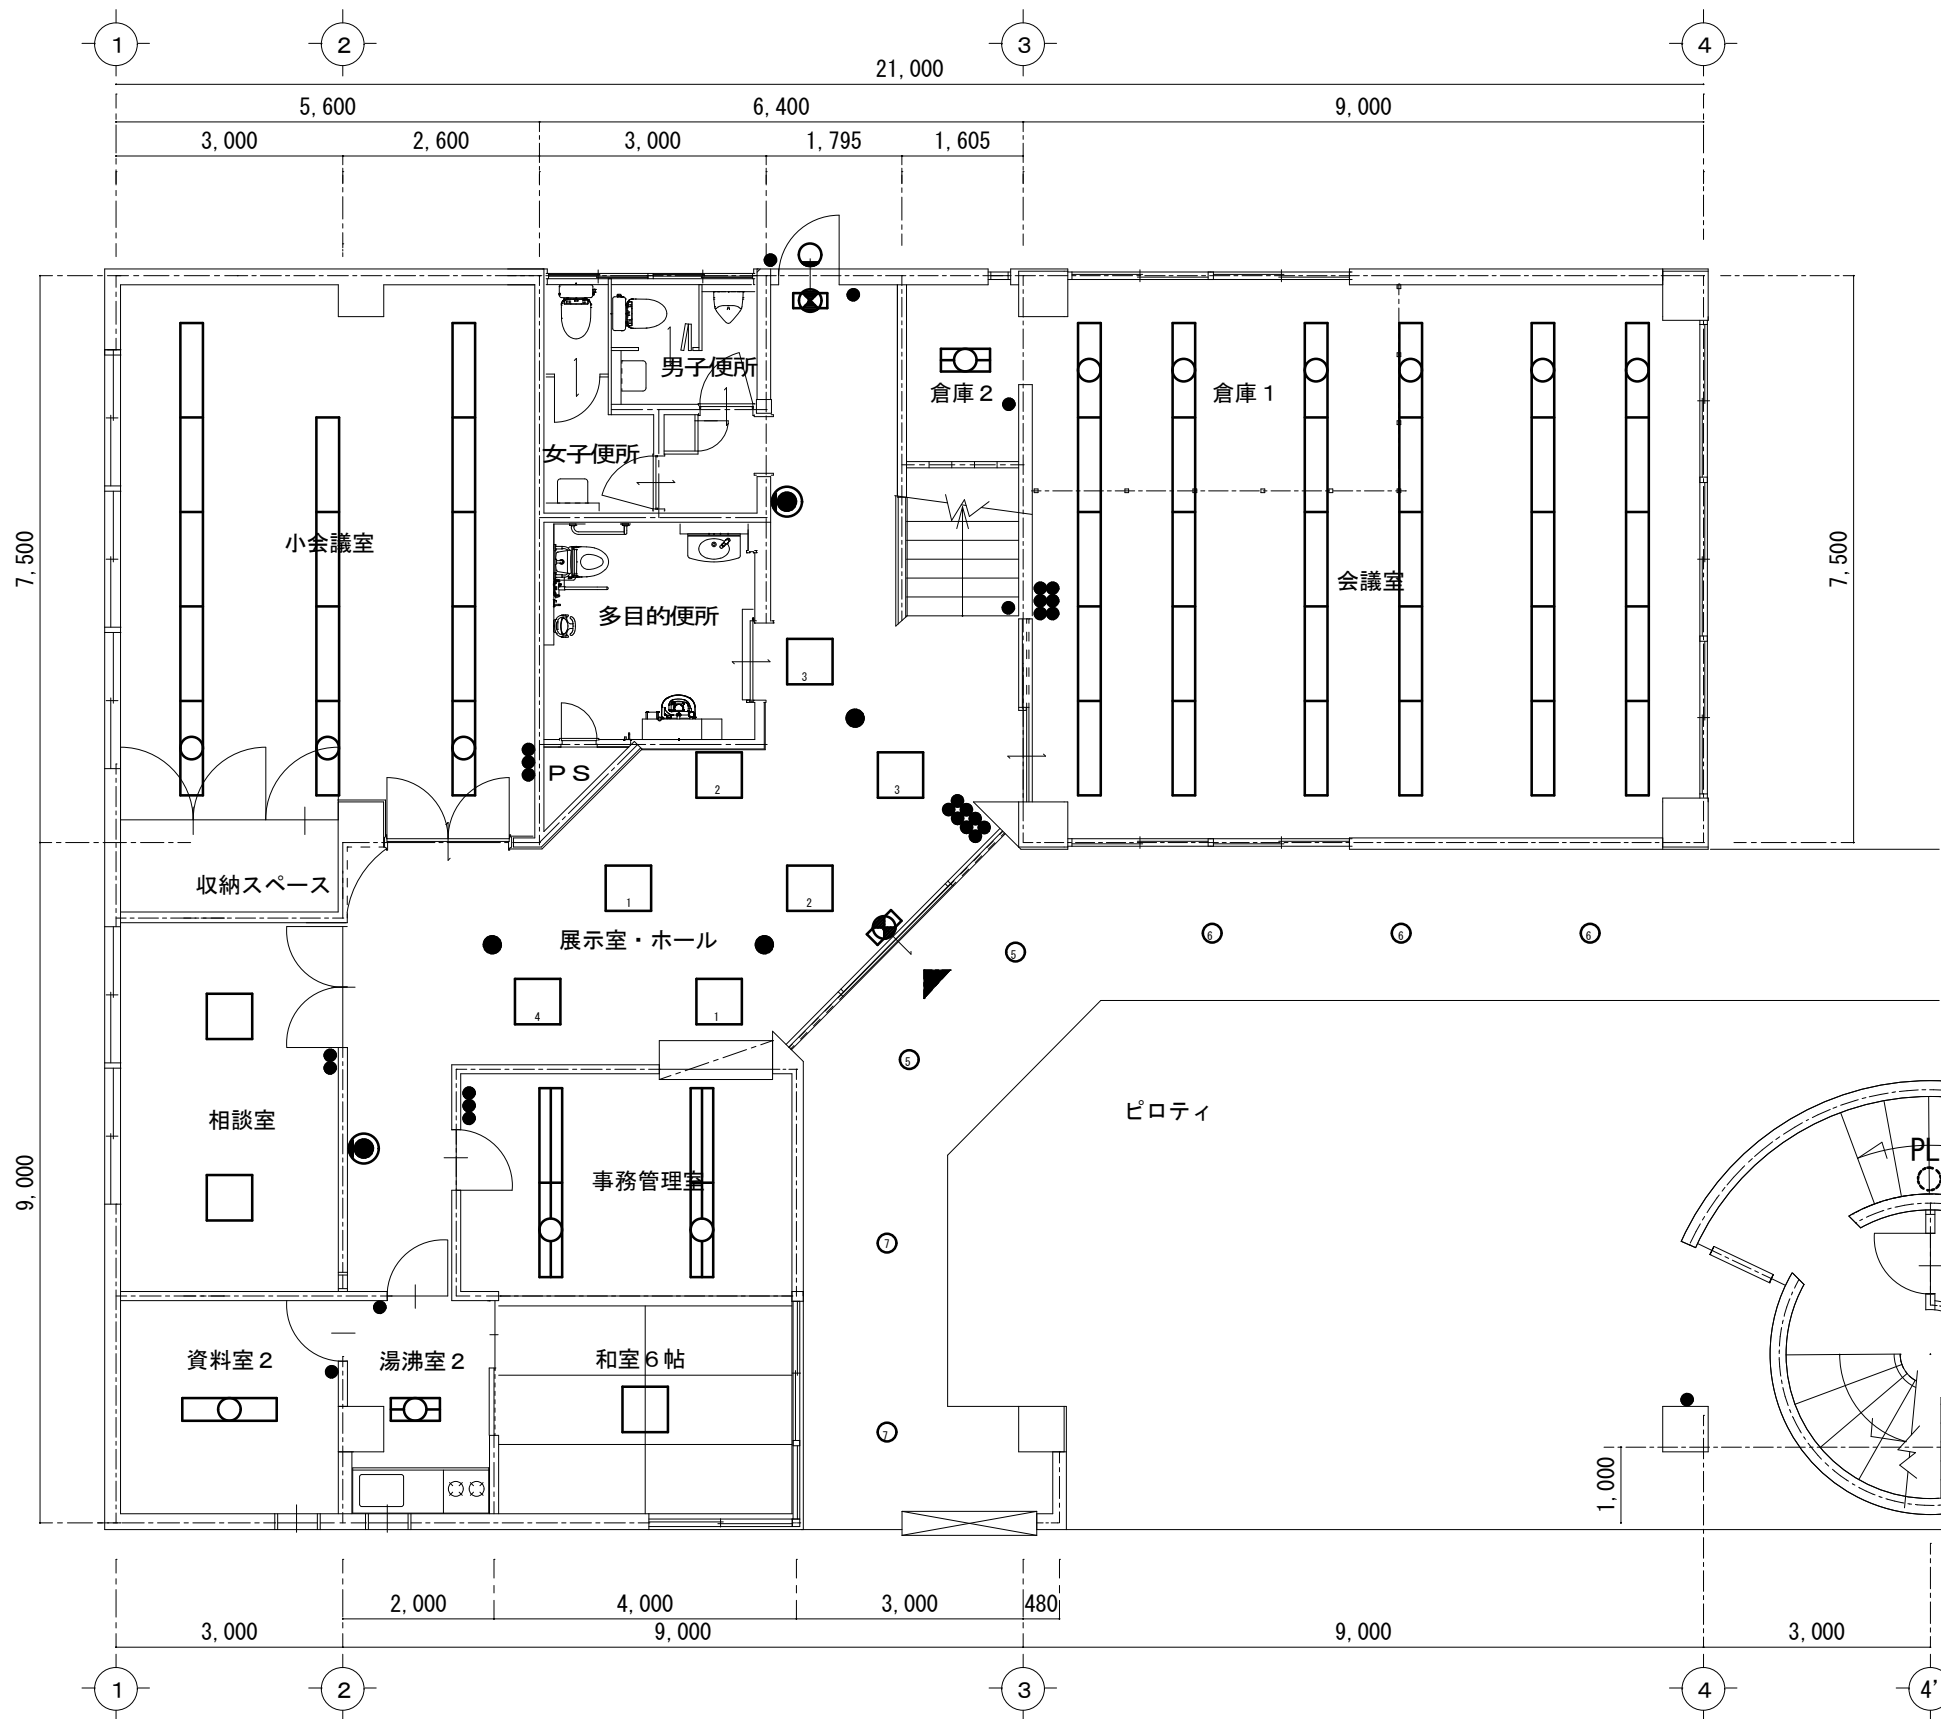 1
2
3
4
21,000
5,600
6,400
9,000
3,000
2,600
3,000
1,795
1,605
男子便所
倉庫2
倉庫1
女子便所
7,500
小会議室
7,500
会議室
多目的便所
3
PS
2
3
収納スペース
1
2
展示室・ホール
5
6
6
6
4
1
5
ピロティ
相談室
PL
9,000
事務管理室
7
資料室2
湯沸室2
和室6帖
7
1,000
2,000
4,000
3,000
480
3,000
9,000
9,000
3,000
1
2
3
4
4'